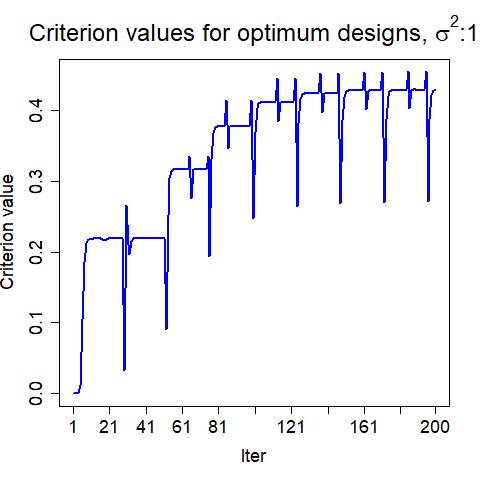 Criterion values for optimum designs, σ²:1
Criterion value
0.4
0.3
0.2
0.1
0.0
1 21 41 61 81 121 161 200
Iter